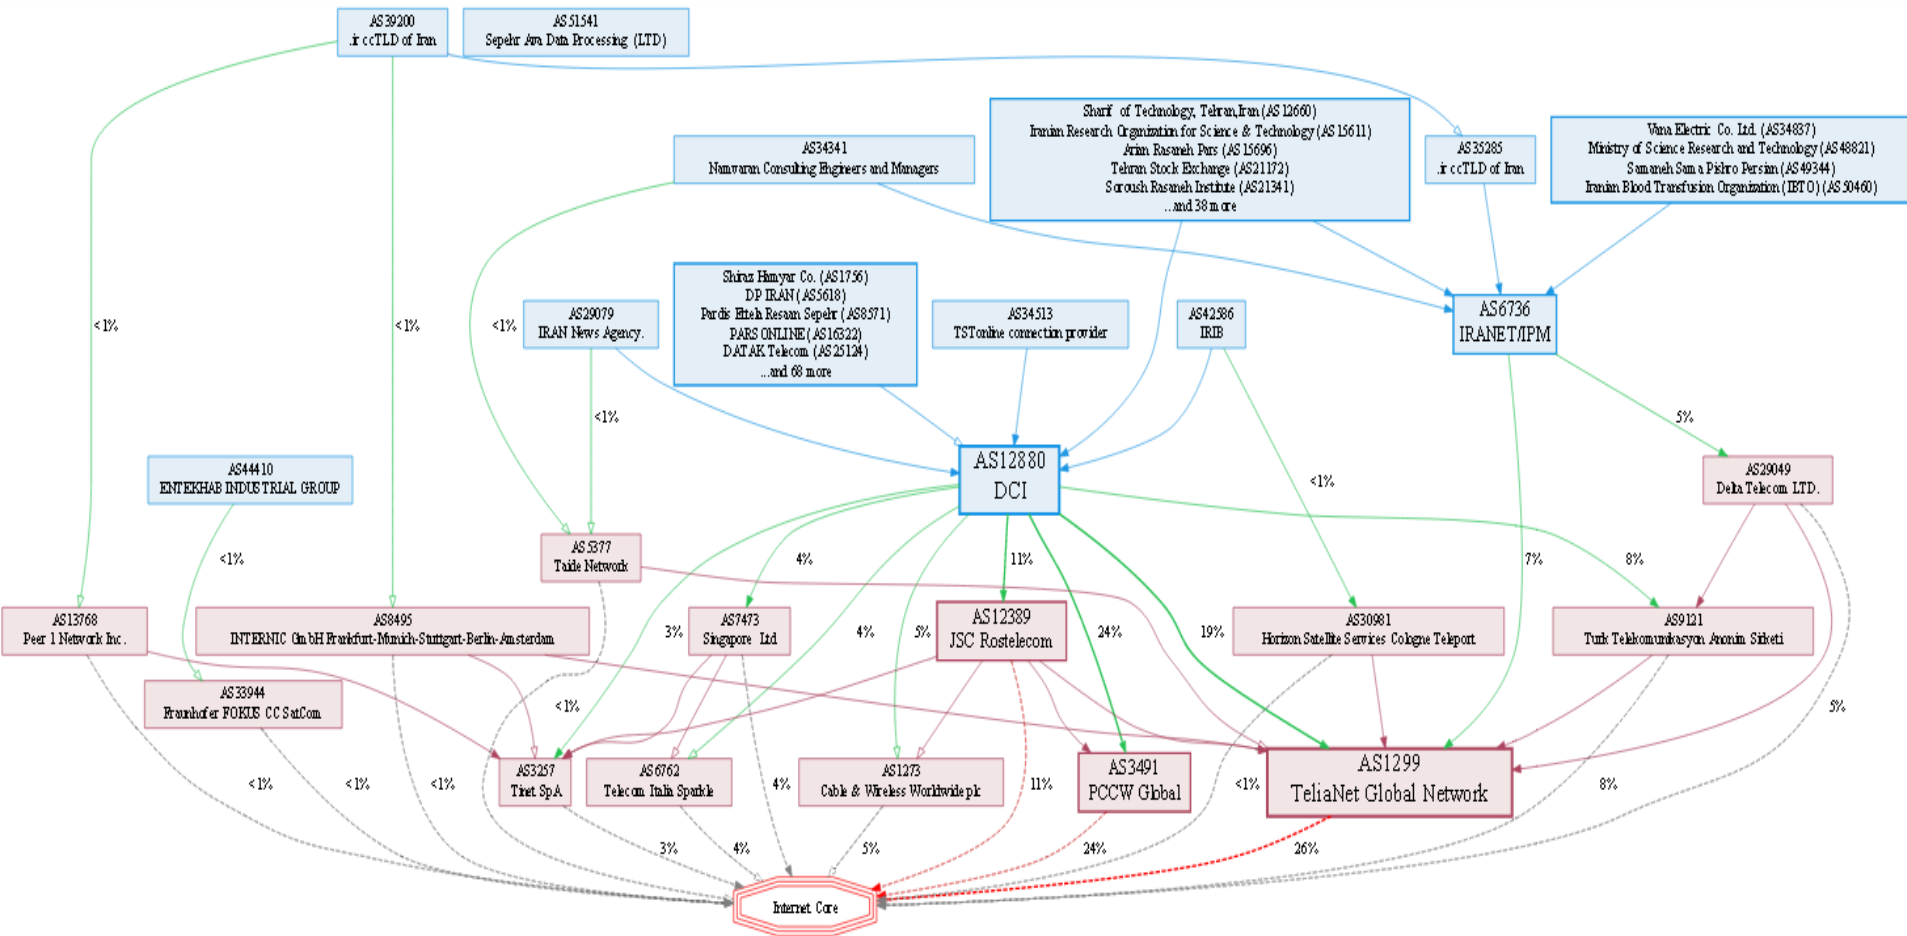 AS39200
.ir ccTLD of Iran
AS51541
Sepehr Ava Data Processing (LTD)
Sharif of Technology, Tehran,Iran (AS12660)
Iranian Research Organization for Science & Technology (AS15611)
Arian Rasaneh Pars (AS15696)
Tehran Stock Exchange (AS21172)
Soroush Rasaneh Institute (AS21341)
...and 38 more
AS34341
Namvaran Consulting Engineers and Managers
AS35285
.ir ccTLD of Iran
Vana Electric Co. Ltd. (AS34837)
Ministry of Science Research and Technology (AS48821)
Samaneh Sama Pishro Persian (AS49344)
Iranian Blood Transfusion Organization (IBTO) (AS50460)
Shiraz Hamyar Co. (AS1756)
DP IRAN (AS5618)
Pardis Ettela Resaan Sepehr (AS8571)
PARSONLINE (AS16322)
DATAK Telecom (AS25124)
...and 68 more
AS29079
IRAN News Agency.
AS34513
TSTonline connection provider
AS42586
IRIB
AS6736
IRANET/IPM
<1%
<1%
<1%
<1%
5%
AS44410
ENTEKHAB INDUSTRIAL GROUP
AS12880
DCI
<1%
AS29049
Delta Telecom LTD.
<1%
AS5377
Taide Network
4%
11%
7%
8%
AS13768
Peer 1 Network Inc.
AS8495
INTERNIC GmbH Frankfurt-Munich-Stuttgart-Berlin-Amsterdam
3%
AS7473
Singapore Ltd
4%
5%
AS12389
JSC Rostelecom
24%
19%
AS30981
Horizon Satellite Services Cologne Teleport
AS9121
Turk Telekomunikasyon Anonim Sirketi
AS33944
Fraunhofer FOKUS CC SatCom
<1%
5%
AS3257
Tinet SpA
AS6762
Telecom Italia Sparkle
AS1273
Cable & Wireless Worldwide plc
AS3491
PCCW Global
AS1299
TeliaNet Global Network
<1%
<1%
<1%
4%
11%
<1%
8%
3%
4%
5%
24%
26%
Internet Core